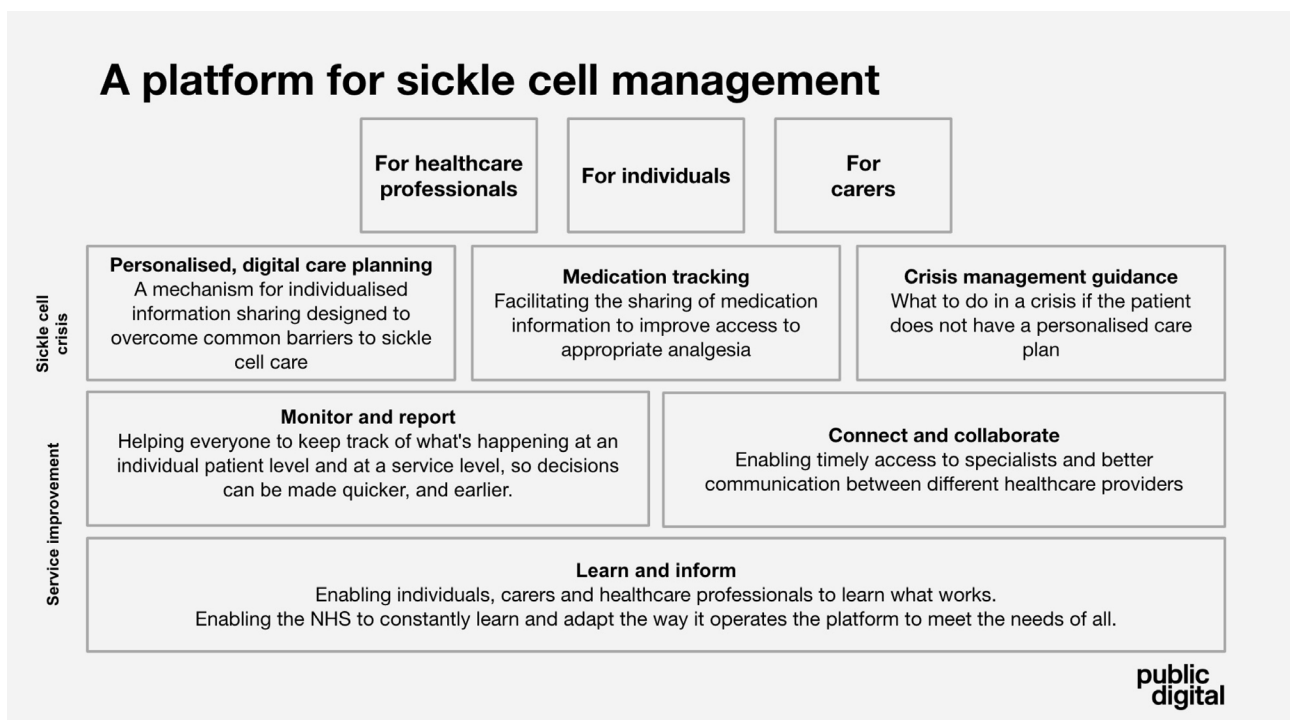 A platform for sickle cell management
For healthcare
professionals
For individuals
For
carers
Sickle cell
crisis
Personalised, digital care planning
A mechanism for individualised
information sharing designed to
overcome common barriers to sickle
cell care
Medication tracking
Facilitating the sharing of medication
information to improve access to
appropriate analgesia
Crisis management guidance
What to do in a crisis if the patient
does not have a personalised care
plan
Service improvement
Monitor and report
Helping everyone to keep track of what's happening at an
individual patient level and at a service level, so decisions
can be made quicker, and earlier.
Connect and collaborate
Enabling timely access to specialists and better
communication between different healthcare providers
Learn and inform
Enabling individuals, carers and healthcare professionals to learn what works.
Enabling the NHS to constantly learn and adapt the way it operates the platform to meet the needs of all.
public
digital